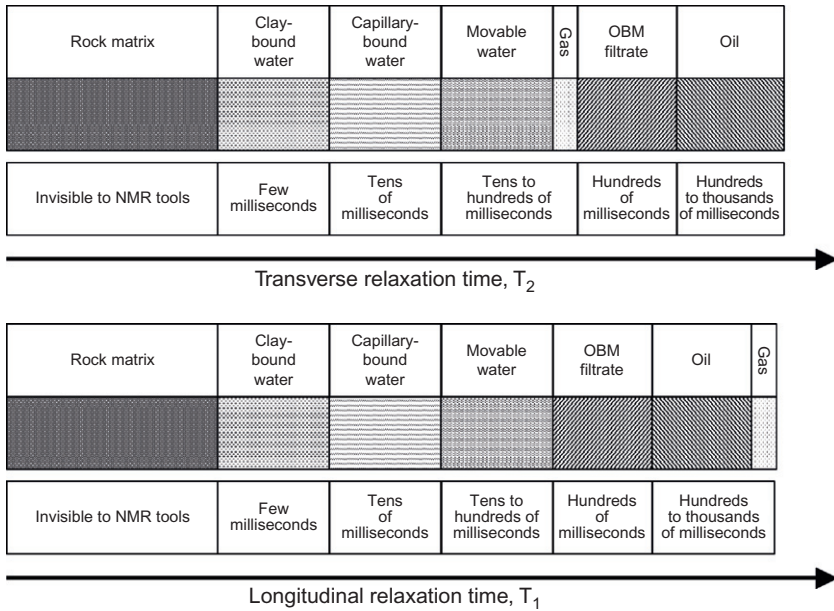 Rock matrix
Clay-
bound
water
Capillary-
bound
water
Movable
water
Gas
OBM
filtrate
Oil
Invisible to NMR tools
Few
milliseconds
Tens
of
milliseconds
Tens to
hundreds of
milliseconds
Hundreds
of
milliseconds
Hundreds
to thousands
of milliseconds
Transverse relaxation time, T₂
Rock matrix
Clay-
bound
water
Capillary-
bound
water
Movable
water
OBM
filtrate
Oil
Gas
Invisible to NMR tools
Few
milliseconds
Tens
of
milliseconds
Tens to
hundreds of
milliseconds
Hundreds
of
milliseconds
Hundreds
to thousands
of milliseconds
Longitudinal relaxation time, T₁